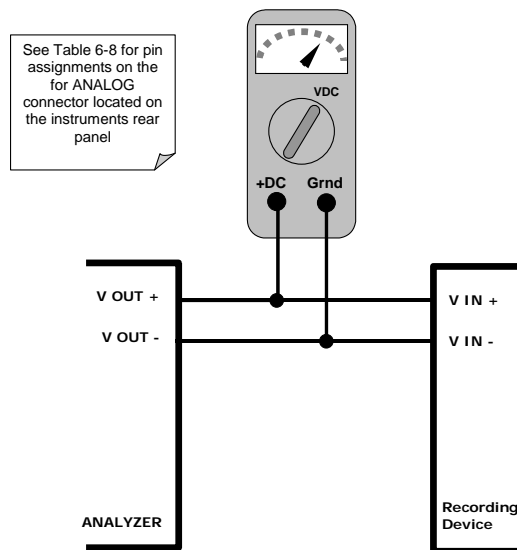 See Table 6-8 for pin
assignments on the
for ANALOG
connector located on
the instruments rear
panel
VDC
+DC Grnd
V OUT + V IN +
V OUT - V IN -
ANALYZER
Recording
Device